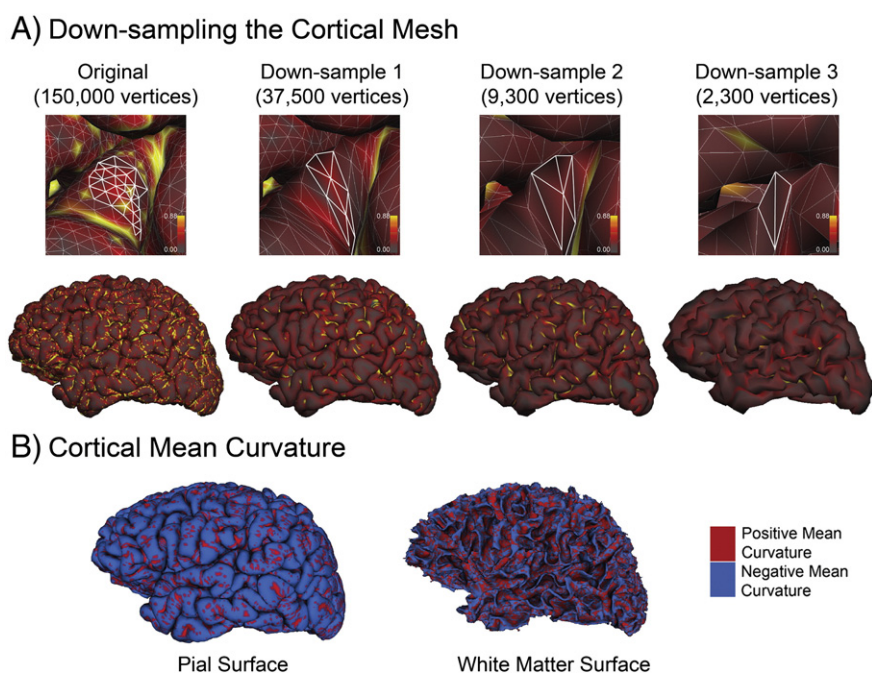 A) Down-sampling the Cortical Mesh
Original
(150,000 vertices)
Down-sample 1
(37,500 vertices)
Down-sample 2
(9,300 vertices)
Down-sample 3
(2,300 vertices)
0.88
0.00
0.88
0.00
0.88
0.00
0.88
0.00
B) Cortical Mean Curvature
Positive Mean
Curvature
Negative Mean
Curvature
Pial Surface
White Matter Surface